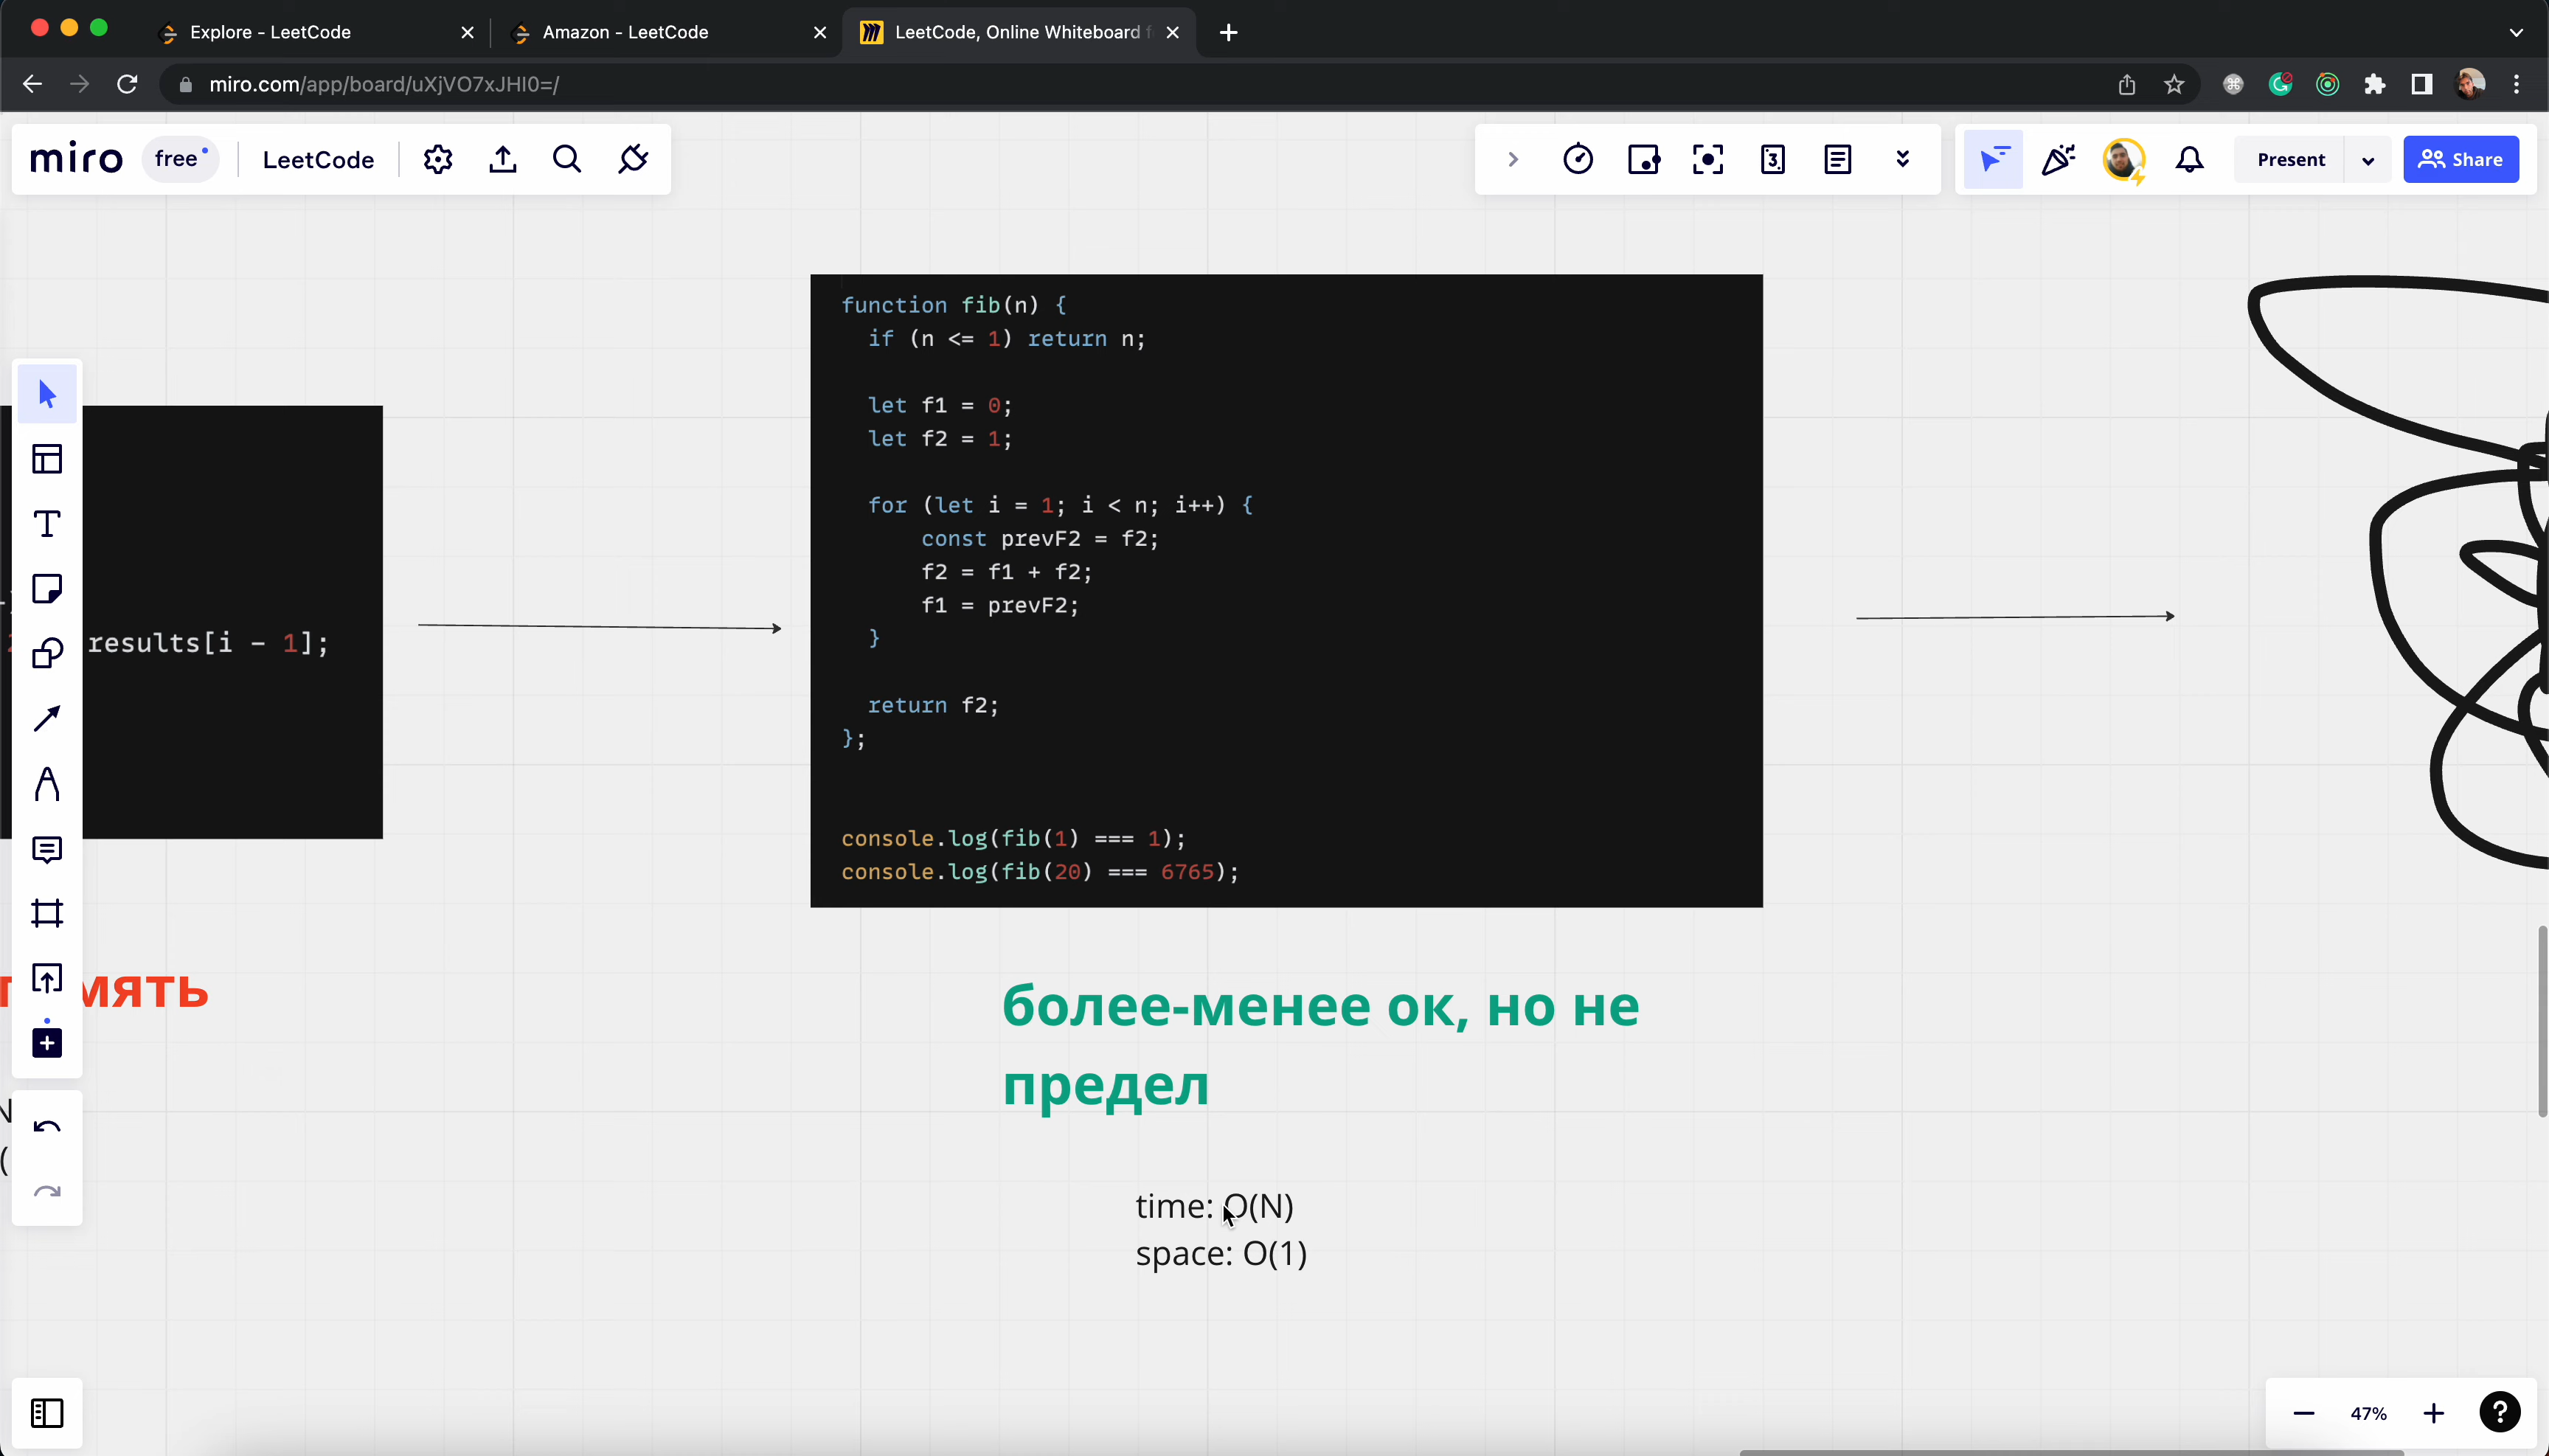 Explore - LeetCode
Amazon - LeetCode
LeetCode, Online Whiteboard f
miro.com/app/board/uXjVO7xJHI0=/
miro
free
LeetCode
Present
Share
function fib(n) {
if (n <= 1) return n;
let f1 = 0;
let f2 = 1;
for (let i = 1; i < n; i++) {
const prevF2 = f2;
f2 = f1 + f2;
f1 = prevF2;
}
return f2;
};
console.log(fib(1) === 1);
console.log(fib(20) === 6765);
results[i - 1];
мять
более-менее ок, но не
предел
time: O(N)
space: O(1)
47%